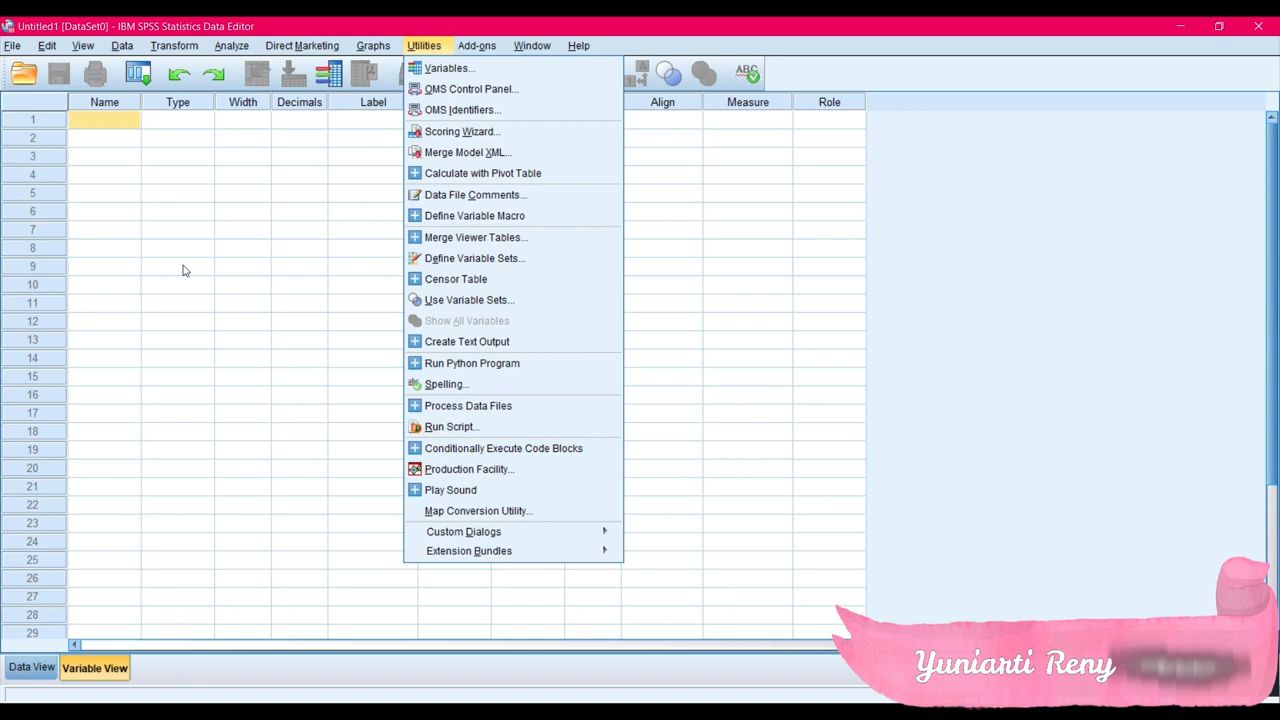 Untitled1 [DataSet0] - IBM SPSS Statistics Data Editor
File Edit View Data Transform Analyze Direct Marketing Graphs Utilities Add-ons Window Help
Name Type Width Decimals Label Align Measure Role
Variables...
OMS Control Panel...
OMS Identifiers...
Scoring Wizard...
Merge Model XML...
Calculate with Pivot Table
Data File Comments...
Define Variable Macro
Merge Viewer Tables...
Define Variable Sets...
Censor Table
Use Variable Sets...
Show All Variables
Create Text Output
Run Python Program
Spelling...
Process Data Files
Run Script...
Conditionally Execute Code Blocks
Production Facility...
Play Sound
Map Conversion Utility...
Custom Dialogs
Extension Bundles
1
2
3
4
5
6
7
8
9
10
11
12
13
14
15
16
17
18
19
20
21
22
23
24
25
26
27
28
29
Data View Variable View
Yuniarti Reny